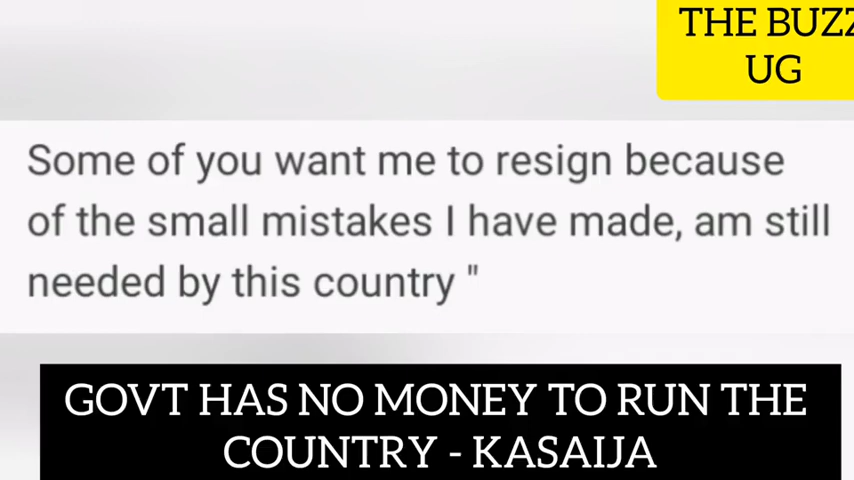 THE BUZZ
UG
Some of you want me to resign because
of the small mistakes I have made, am still
needed by this country "
GOVT HAS NO MONEY TO RUN THE
COUNTRY - KASAIJA